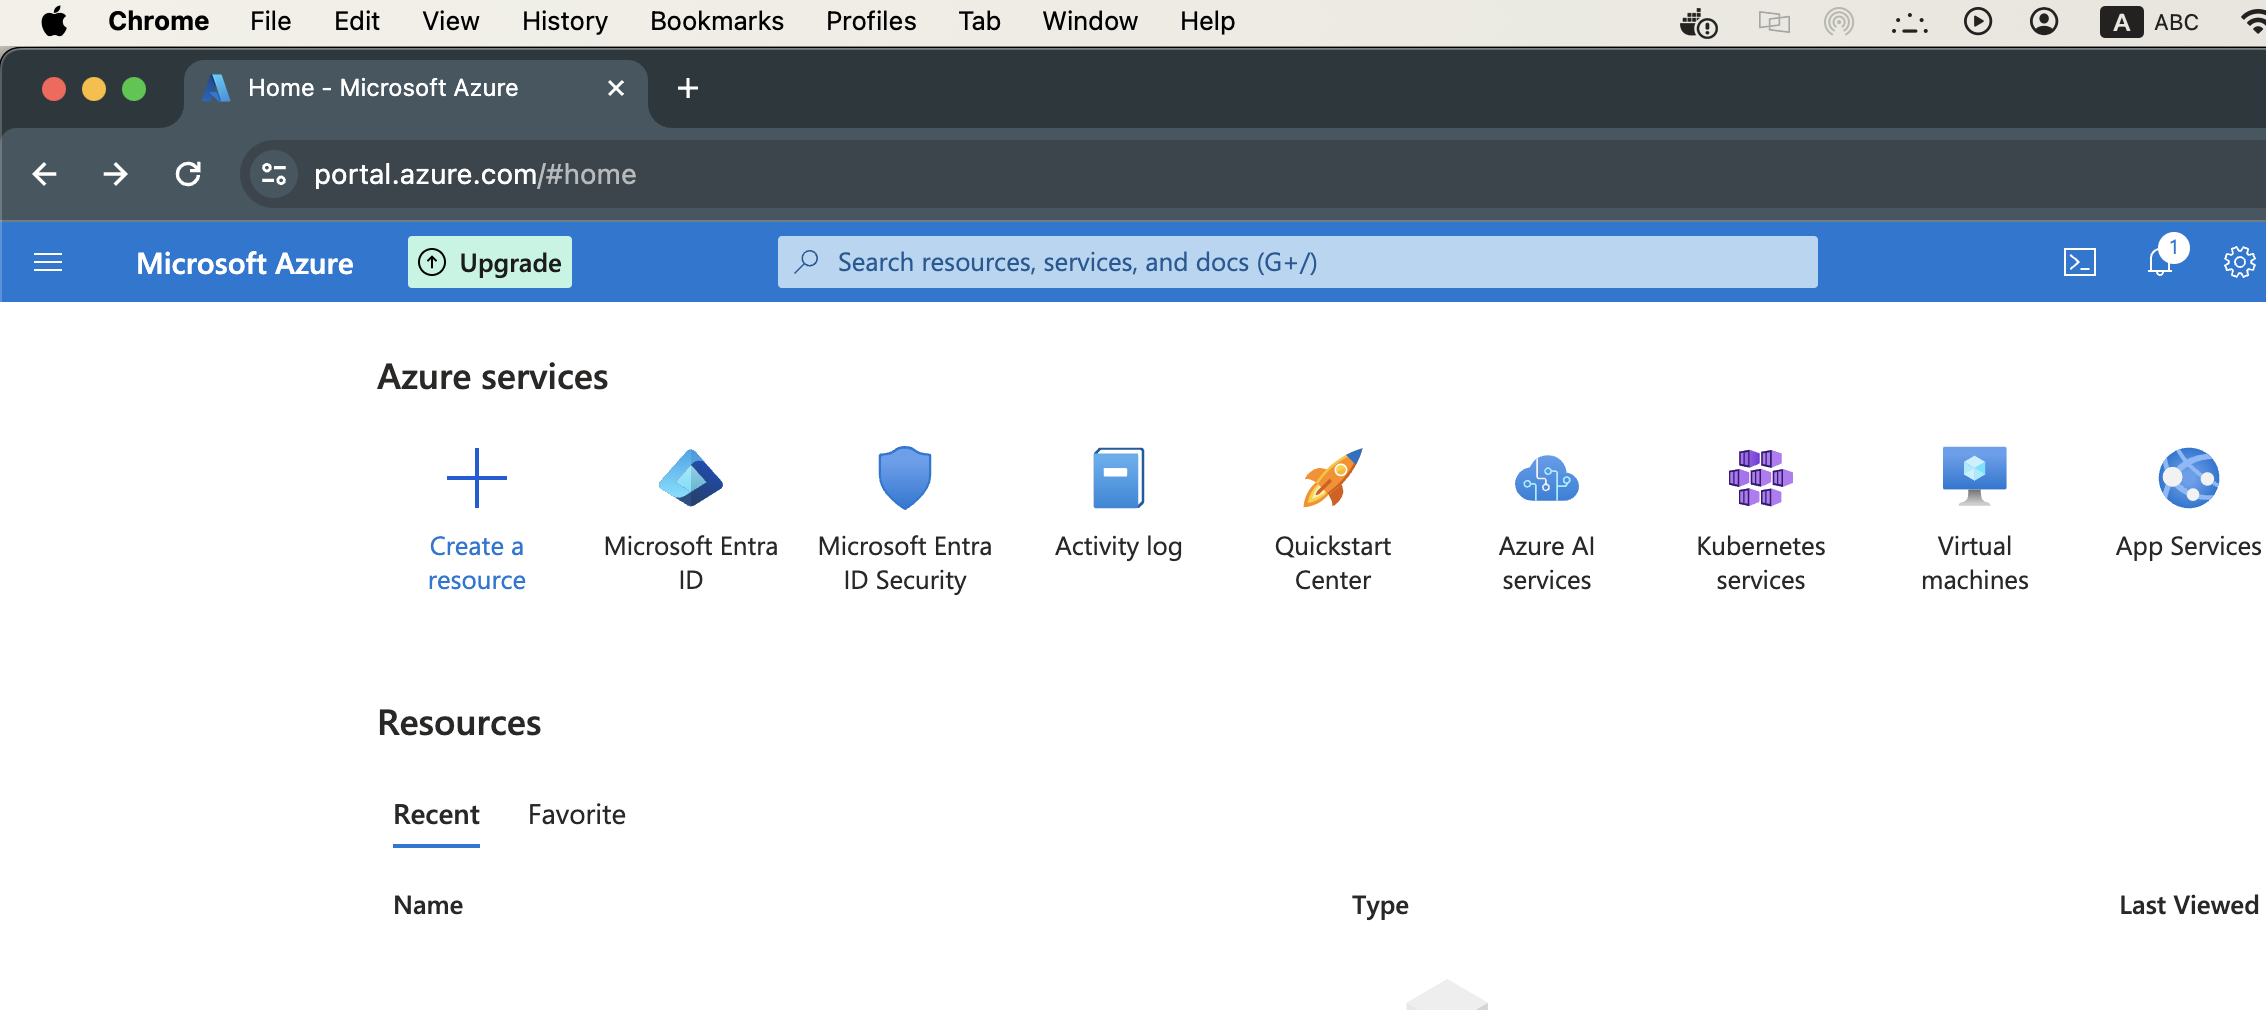 Chrome File Edit View History Bookmarks Profiles Tab Window Help A ABC
Home - Microsoft Azure
portal.azure.com/#home
Microsoft Azure Upgrade Search resources, services, and docs (G+/) 1
Azure services
Create a resource
Microsoft Entra ID
Microsoft Entra ID Security
Activity log
Quickstart Center
Azure AI services
Kubernetes services
Virtual machines
App Services
Resources
Recent Favorite
Name Type Last Viewed